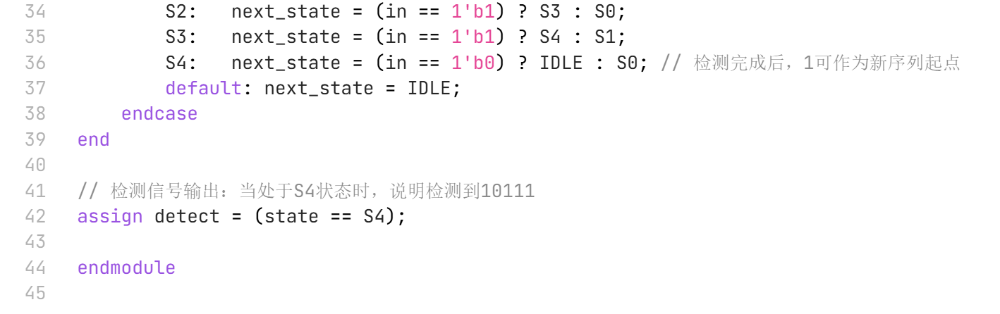 34 S2: next_state = (in == 1'b1) ? S3 : S0;
35 S3: next_state = (in == 1'b1) ? S4 : S1;
36 S4: next_state = (in == 1'b0) ? IDLE : S0; // 检测完成后，1可作为新序列起点
37 default: next_state = IDLE;
38 endcase
39 end
40
41 // 检测信号输出：当处于S4状态时，说明检测到10111
42 assign detect = (state == S4);
43
44 endmodule
45